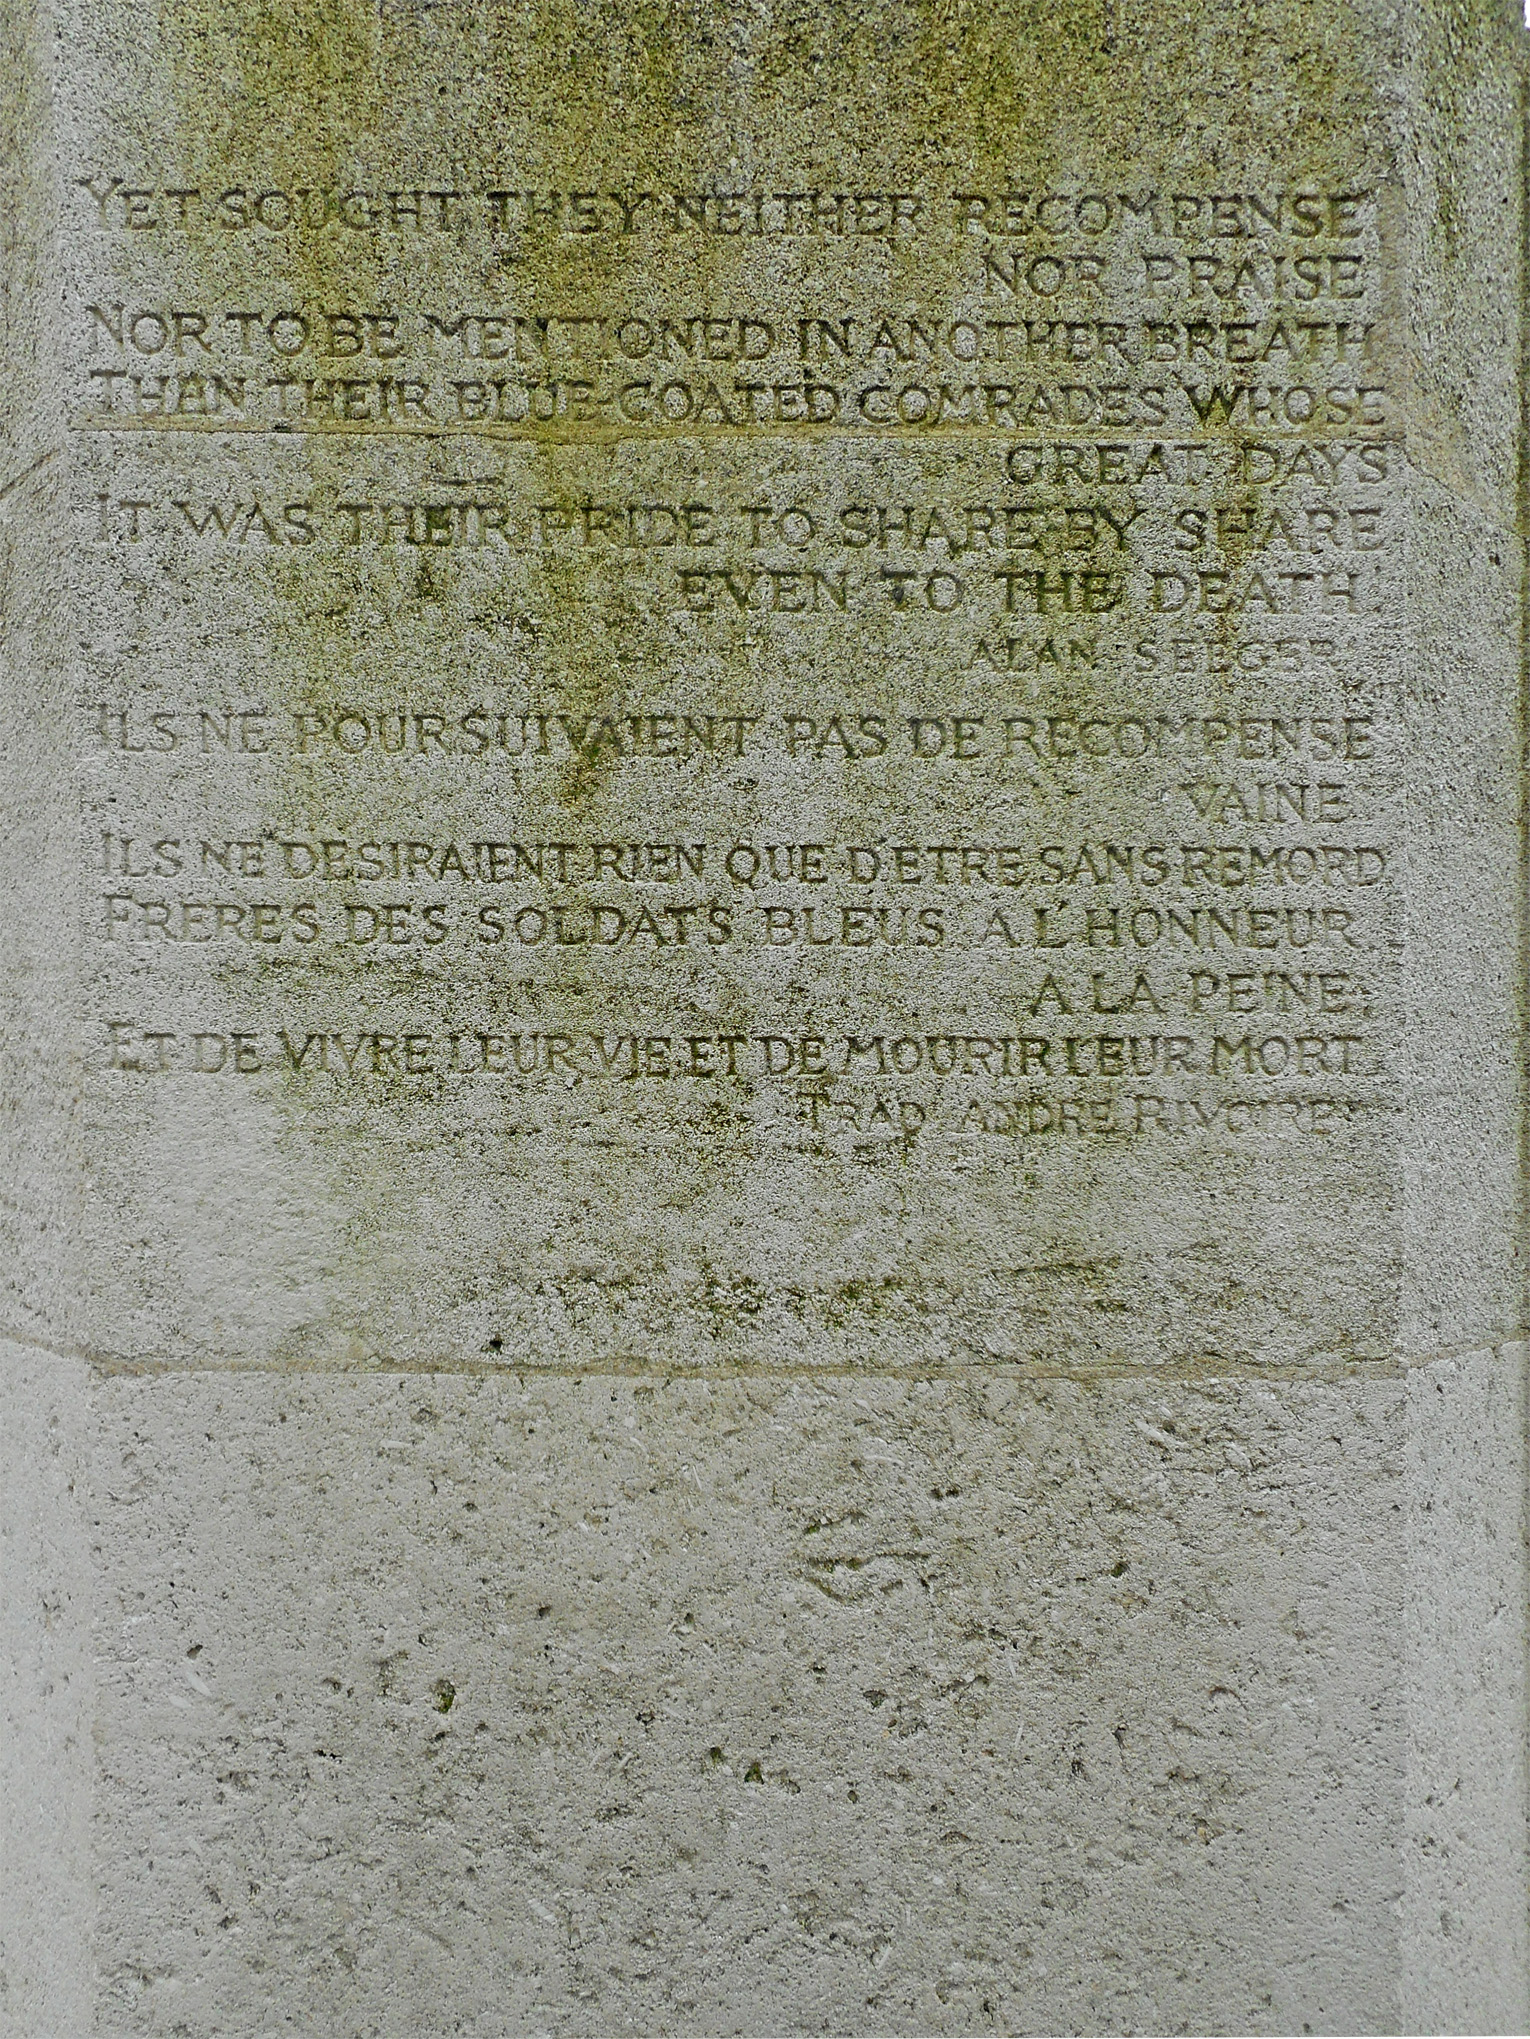 YET SOUGHT THEY NEITHER RECOMPENSE
NOR PRAISE
NOR TO BE MENTIONED IN ANOTHER BREATH
THAN THEIR BLUE-COATED COMRADES WHOSE
GREAT DAYS
IT WAS THEIR PRIDE TO SHARE·BY SHARE
EVEN TO THE DEATH.
ALAN SEEGER
ILS NE POURSUIVAIENT PAS DE RECOMPENSE
VAINE
ILS NE DESIRAIENT RIEN QUE D'ETRE SANS REMORD
FRERES DES SOLDATS BLEUS A L'HONNEUR
A LA PEINE,
ET DE VIVRE LEUR VIE ET DE MOURIR LEUR MORT
TRAD ANDRE RIVOIRE